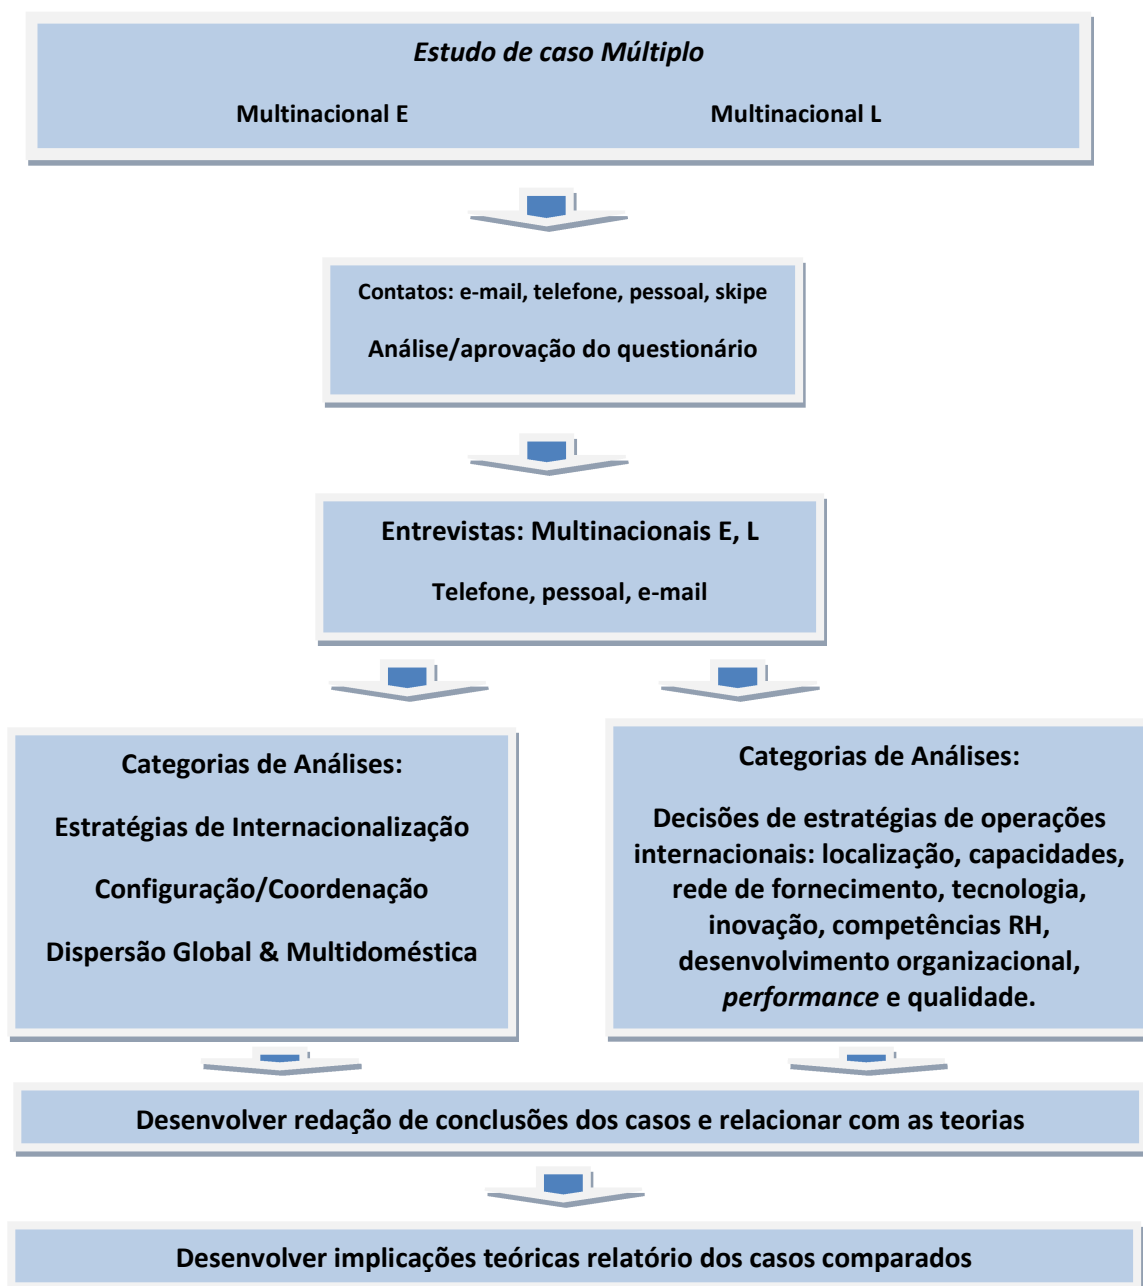 Estudo de caso Múltiplo
Multinacional E Multinacional L
Contatos: e-mail, telefone, pessoal, skipe
Análise/aprovação do questionário
Entrevistas: Multinacionais E, L
Telefone, pessoal, e-mail
Categorias de Análises:
Estratégias de Internacionalização
Configuração/Coordenação
Dispersão Global & Multidoméstica
Categorias de Análises:
Decisões de estratégias de operações
internacionais: localização, capacidades,
rede de fornecimento, tecnologia,
inovação, competências RH,
desenvolvimento organizacional,
performance e qualidade.
Desenvolver redação de conclusões dos casos e relacionar com as teorias
Desenvolver implicações teóricas relatório dos casos comparados